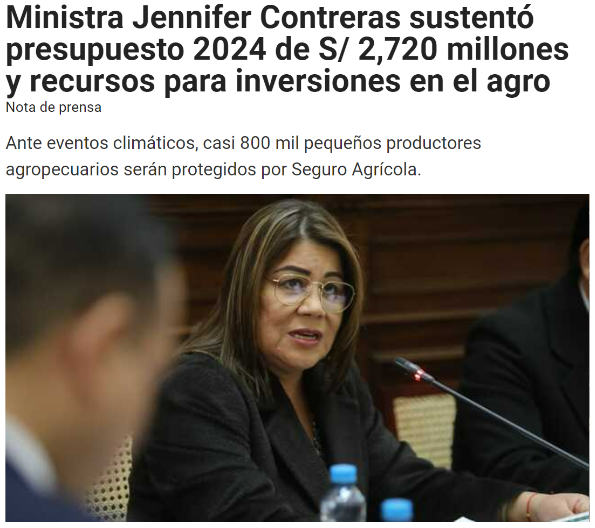 Ministra Jennifer Contreras sustentó
presupuesto 2024 de S/ 2,720 millones
y recursos para inversiones en el agro
Nota de prensa
Ante eventos climáticos, casi 800 mil pequeños productores
agropecuarios serán protegidos por Seguro Agrícola.